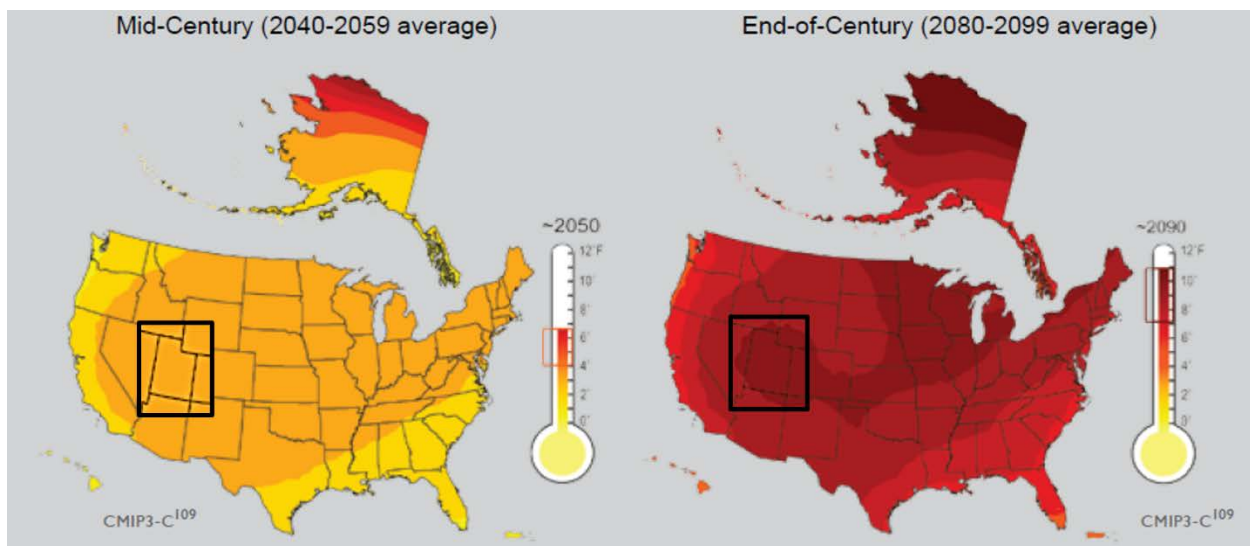 Mid-Century (2040-2059 average)
End-of-Century (2080-2099 average)
~2050
12°F
10°
8°
6°
4°
2°
0°
CMIP3-C109
~2090
12°F
10°
8°
6°
4°
2°
0°
CMIP3-C109